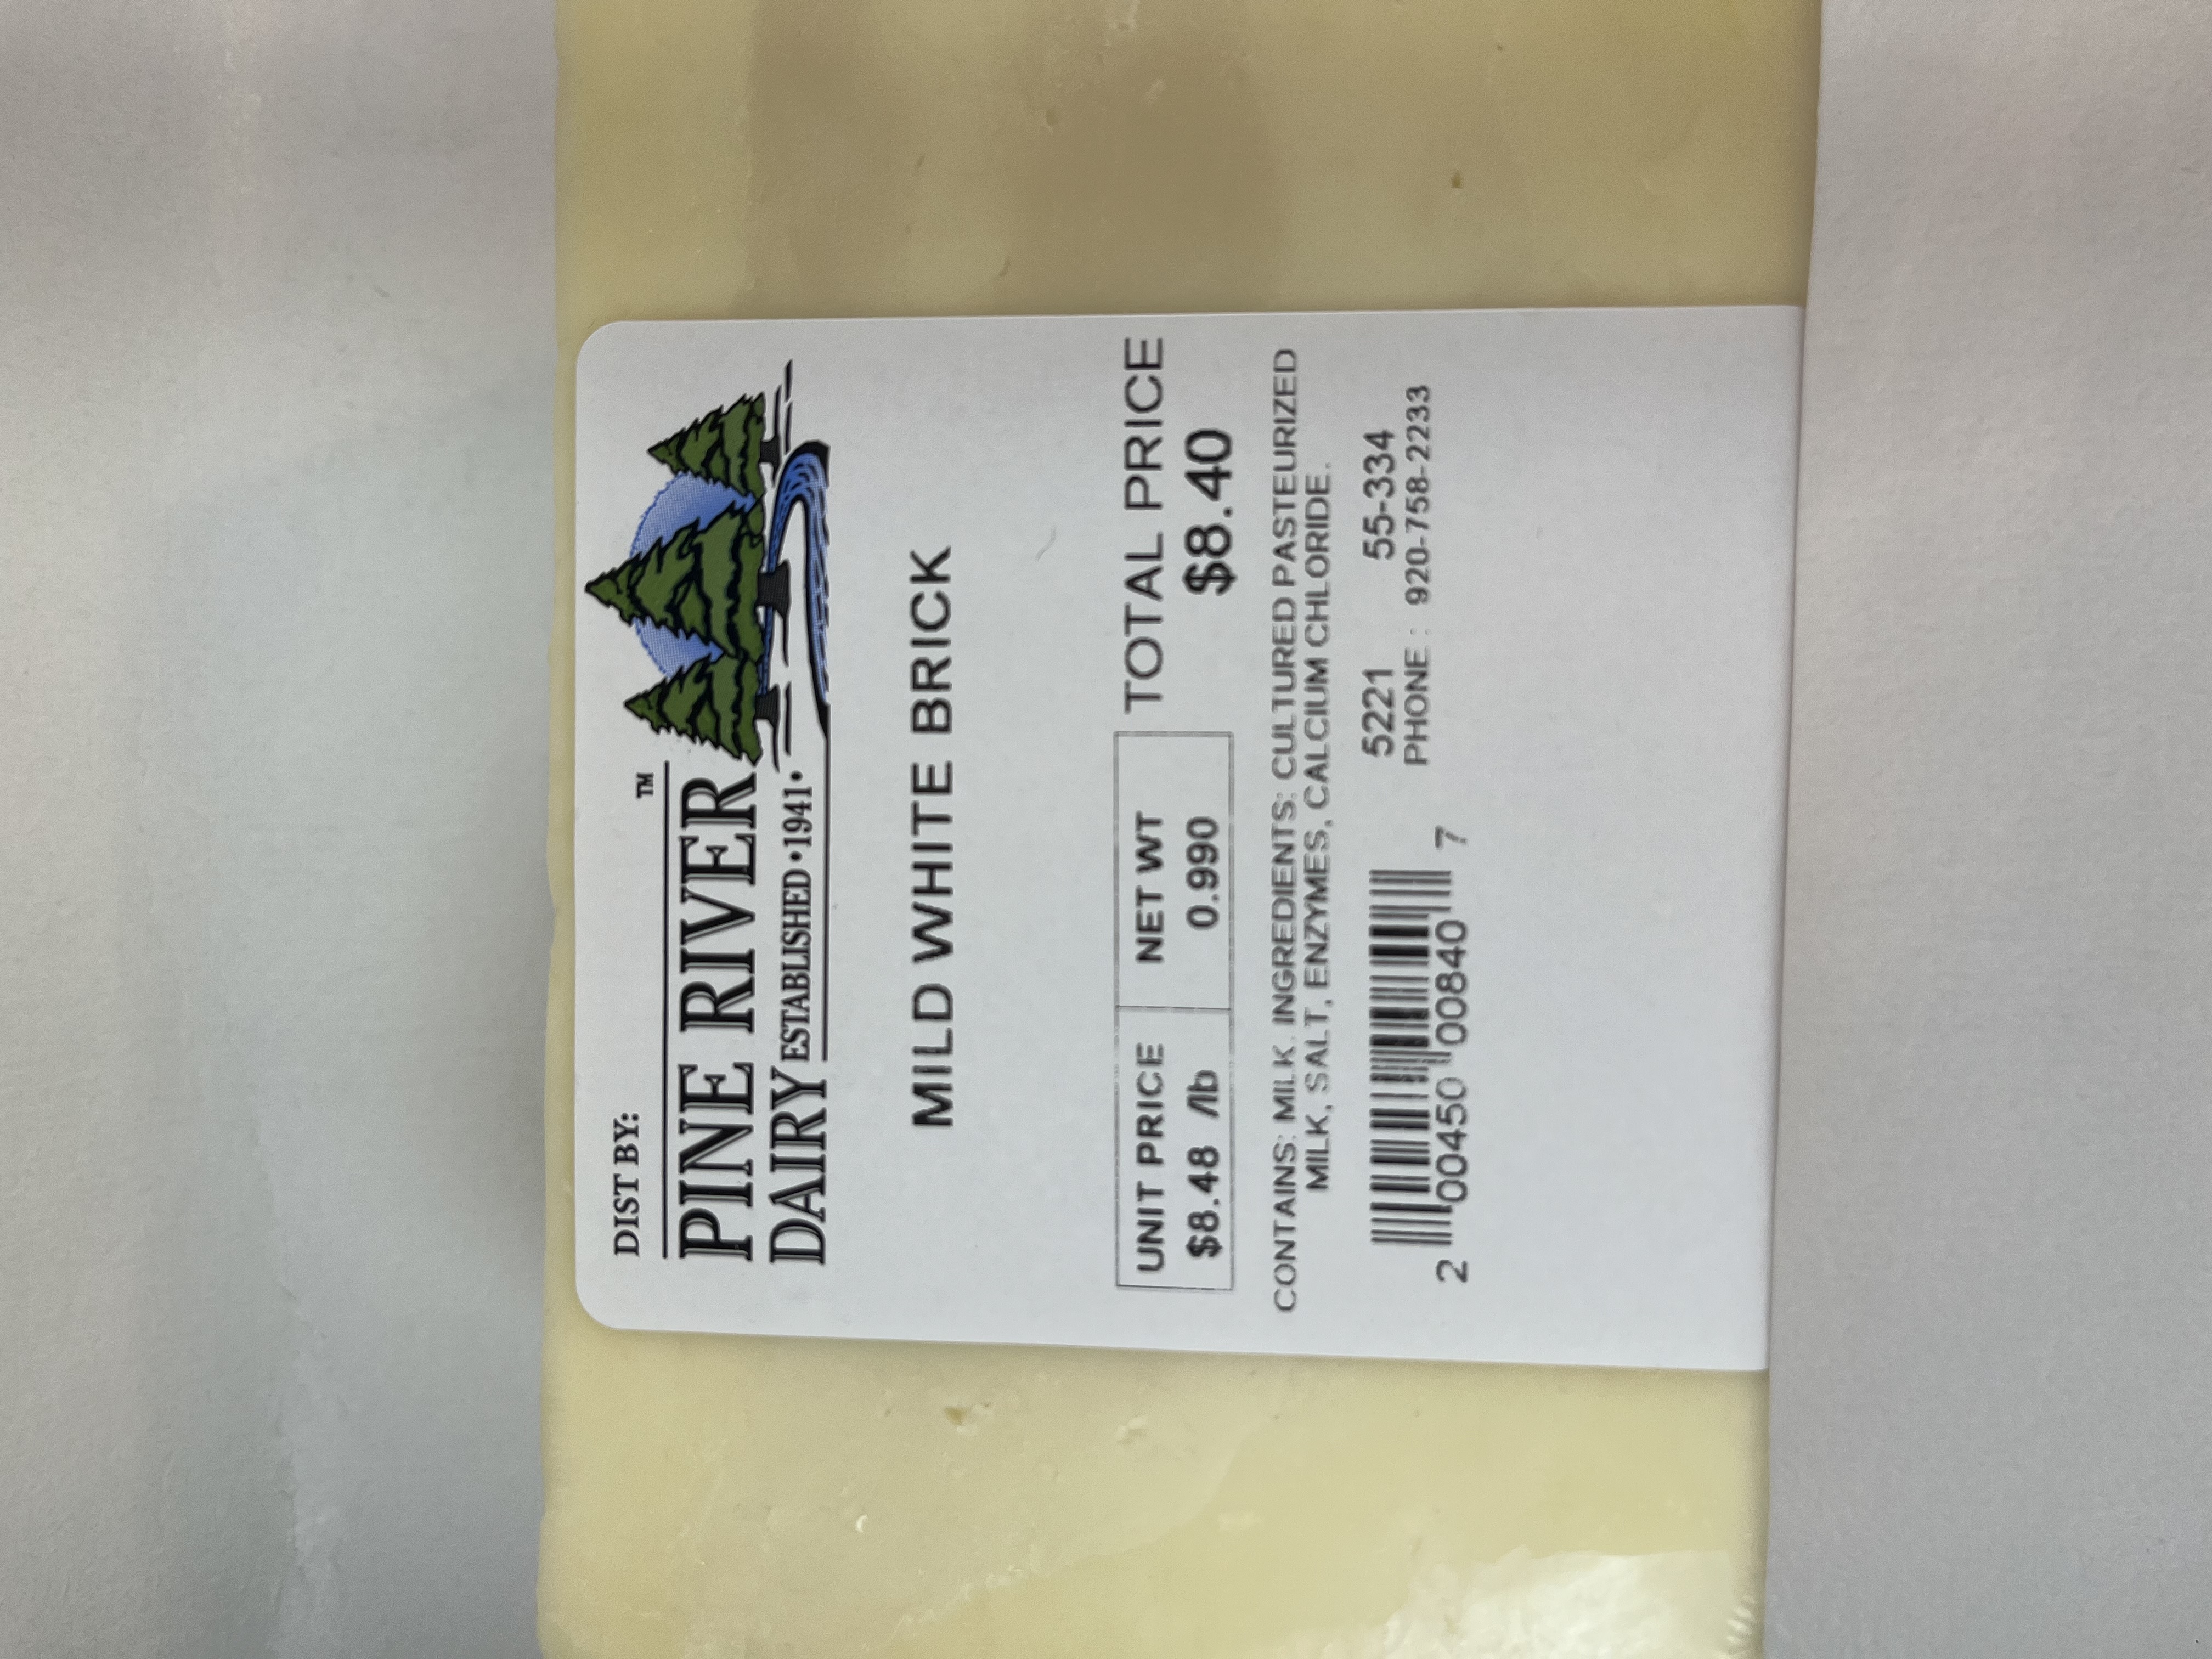 DIST BY:
PINE RIVER™
DAIRY ESTABLISHED • 1941 •
MILD WHITE BRICK
UNIT PRICE NET WT TOTAL PRICE
$8.48 /lb 0.990 $8.40
CONTAINS: MILK. INGREDIENTS: CULTURED PASTEURIZED
MILK, SALT, ENZYMES, CALCIUM CHLORIDE.
5221 55-334
PHONE: 920-758-2233
2 00450 00840 7